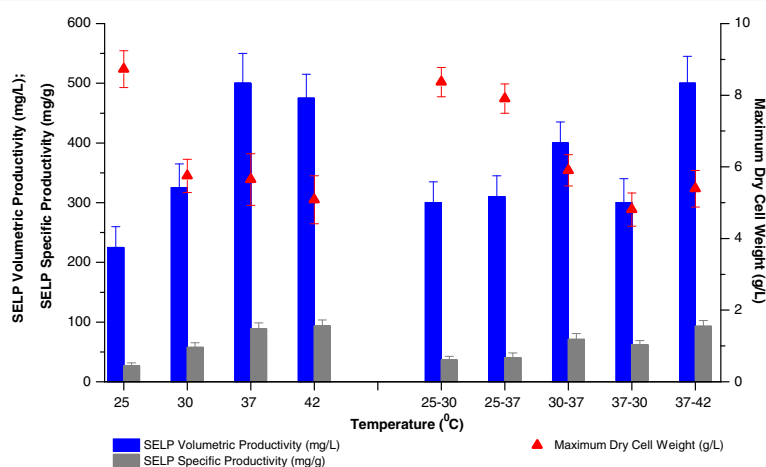 SELP Volumetric Productivity (mg/L);
SELP Specific Productivity (mg/g)
600
500
400
300
200
100
0
10
8
6
4
2
0
Maximum Dry Cell Weight (g/L)
25 30 37 42 25-30 25-37 30-37 37-30 37-42
Temperature (⁰C)
SELP Volumetric Productivity (mg/L)
SELP Specific Productivity (mg/g)
Maximum Dry Cell Weight (g/L)